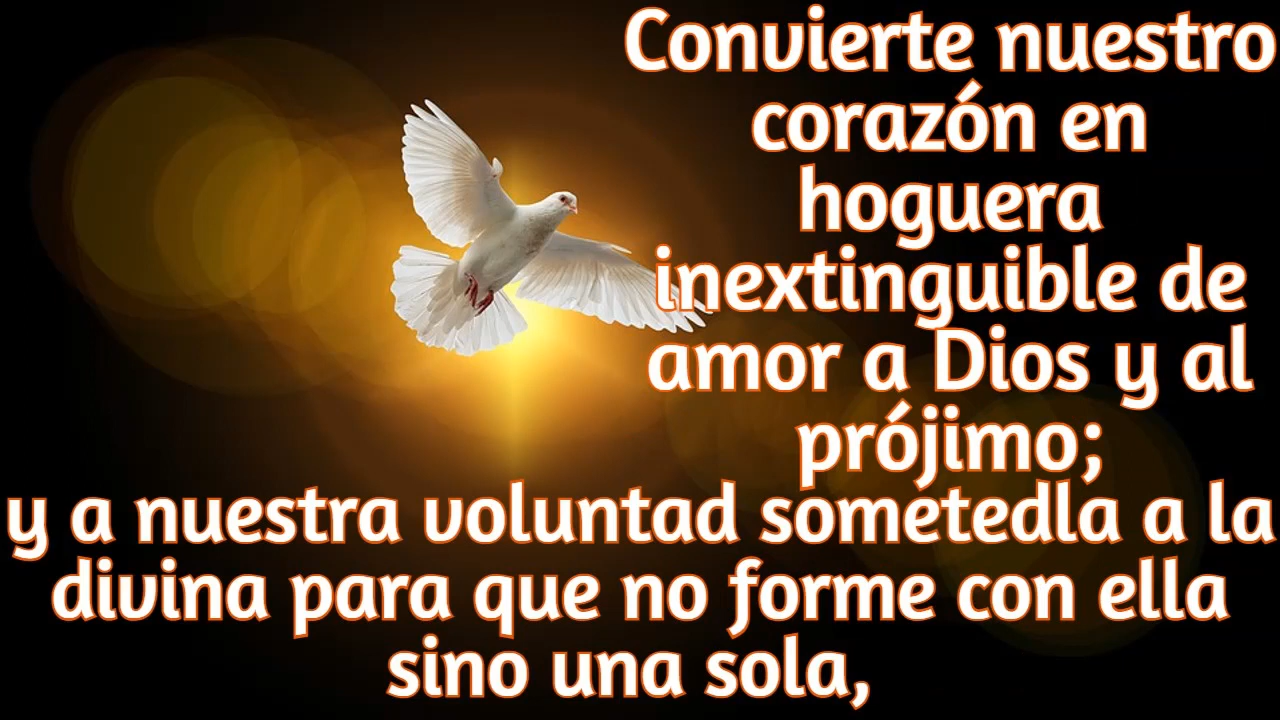 Convierte nuestro
corazón en
hoguera
inextinguible de
amor a Dios y al
prójimo;
y a nuestra voluntad sometedla a la
divina para que no forme con ella
sino una sola,